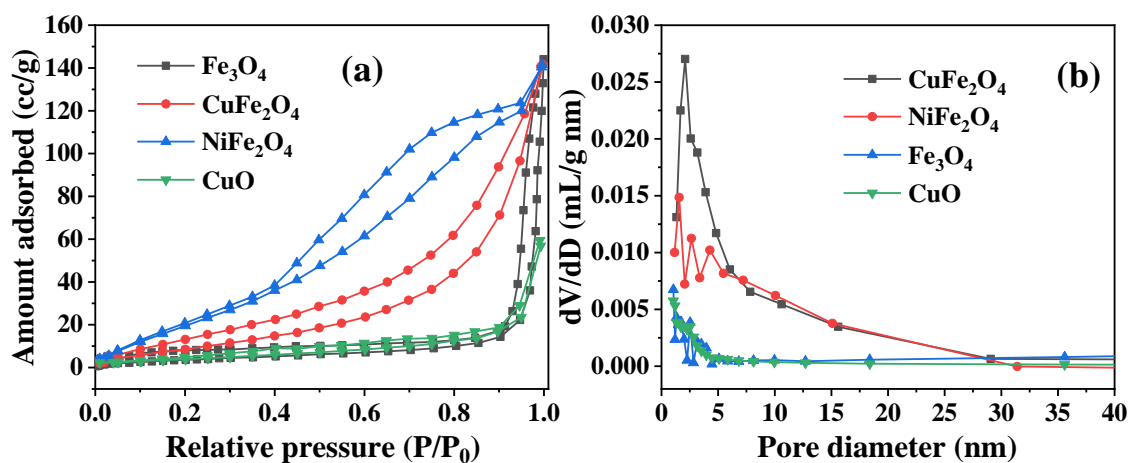 (a)
Fe₃O₄
CuFe₂O₄
NiFe₂O₄
CuO
Amount adsorbed (cc/g)
160
140
120
100
80
60
40
20
0
0.0 0.2 0.4 0.6 0.8 1.0
Relative pressure (P/P₀)
(b)
CuFe₂O₄
NiFe₂O₄
Fe₃O₄
CuO
dV/dD (mL/g nm)
0.030
0.025
0.020
0.015
0.010
0.005
0.000
0 5 10 15 20 25 30 35 40
Pore diameter (nm)